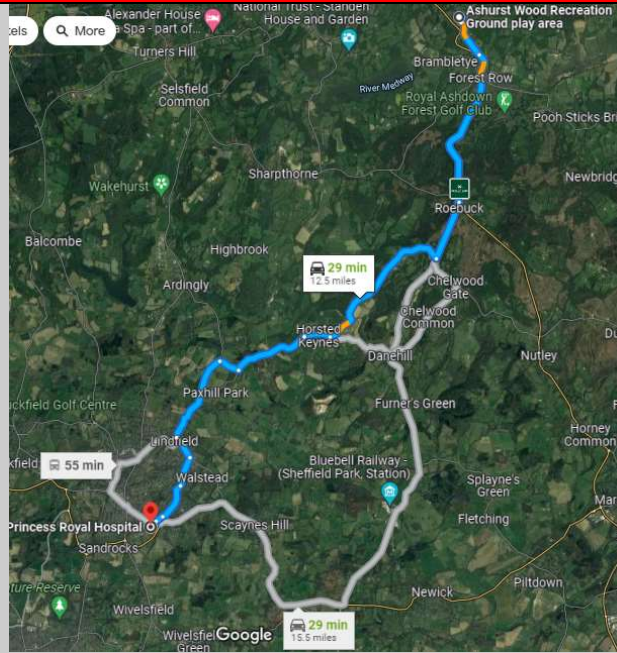 Alexander House
a Spa - part of...
National Trust - Standen
House and Garden
Ashurst Wood Recreation
Ground play area
tels
More
Turners Hill
Brambletye
Forest Row
River Medway
Selsfield
Common
Royal Ashdown
Forest Golf Club
Pooh Sticks Bri
Sharpthorne
Wakehurst
Newbridg
Roebuck
Balcombe
Highbrook
29 min
12.5 miles
Ardingly
Chelwood
Gate
Chelwood
Common
Horsted
Keynes
Danehill
Nutley
Paxhill Park
Furner's Green
uckfield Golf Centre
Horney
Common
Lindfield
kfield
55 min
Bluebell Railway -
(Sheffield Park, Station)
Walstead
Splayne's
Green
Mar
Princess Royal Hospital
Scaynes Hill
Fletching
Sandrocks
Piltdown
Newick
ture Reserve
Wivelsfield
Wivelsfield
Green
Google
29 min
15.5 miles